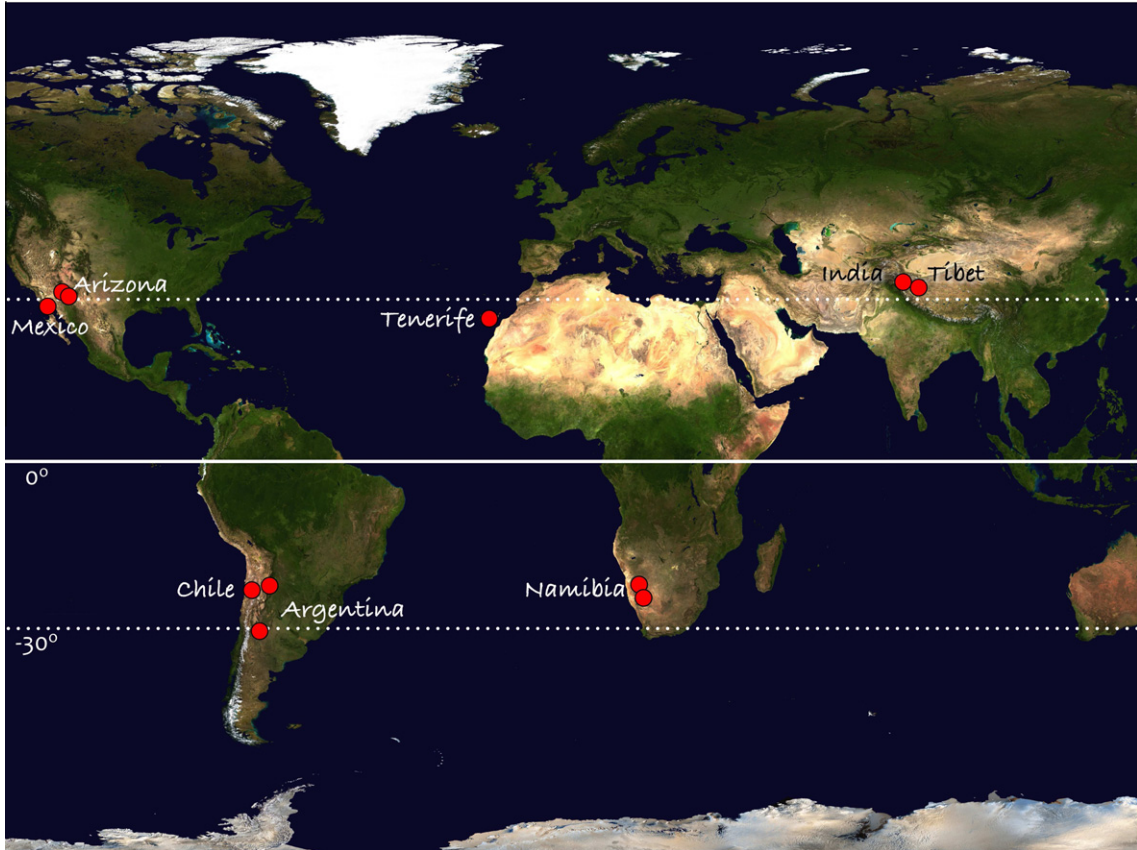 Arizona
Mexico
Tenerife
India
Tibet
0°
Chile
Argentina
Namibia
-30°